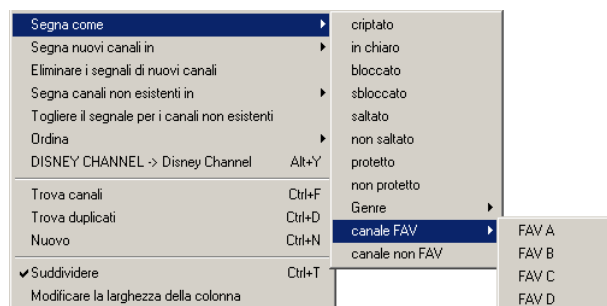 Segna come
Segna nuovi canali in
Eliminare i segnali di nuovi canali
Segna canali non esistenti in
Togliere il segnale per i canali non esistenti
Ordina
DISNEY CHANNEL -> Disney Channel Alt+Y
Trova canali Ctrl+F
Trova duplicati Ctrl+D
Nuovo Ctrl+N
Suddividere Ctrl+T
Modificare la larghezza della colonna
criptato
in chiaro
bloccato
sbloccato
saltato
non saltato
protetto
non protetto
Genre
canale FAV
canale non FAV
FAV A
FAV B
FAV C
FAV D